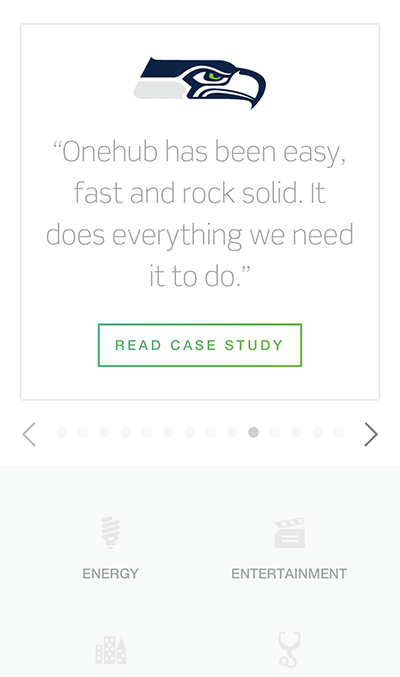 “Onehub has been easy,
fast and rock solid. It
does everything we need
it to do.”
READ CASE STUDY
ENERGY
ENTERTAINMENT